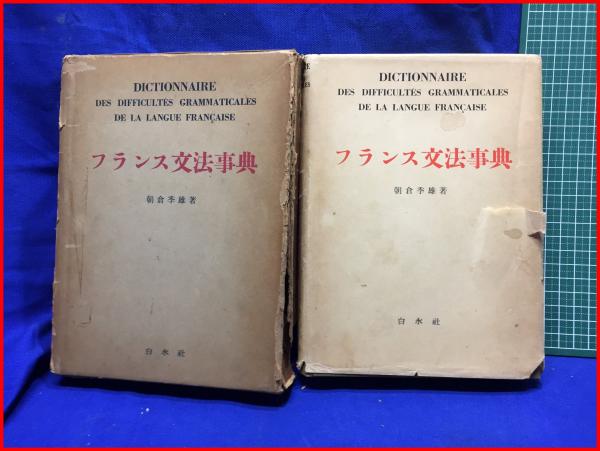 DICTIONNAIRE
DES DIFFICULTÉS GRAMMATICALES
DE LA LANGUE FRANÇAISE
フランス文法事典
朝倉季雄著
白水社
DICTIONNAIRE
DES DIFFICULTÉS GRAMMATICALES
DE LA LANGUE FRANÇAISE
フランス文法事典
朝倉季雄著
白水社